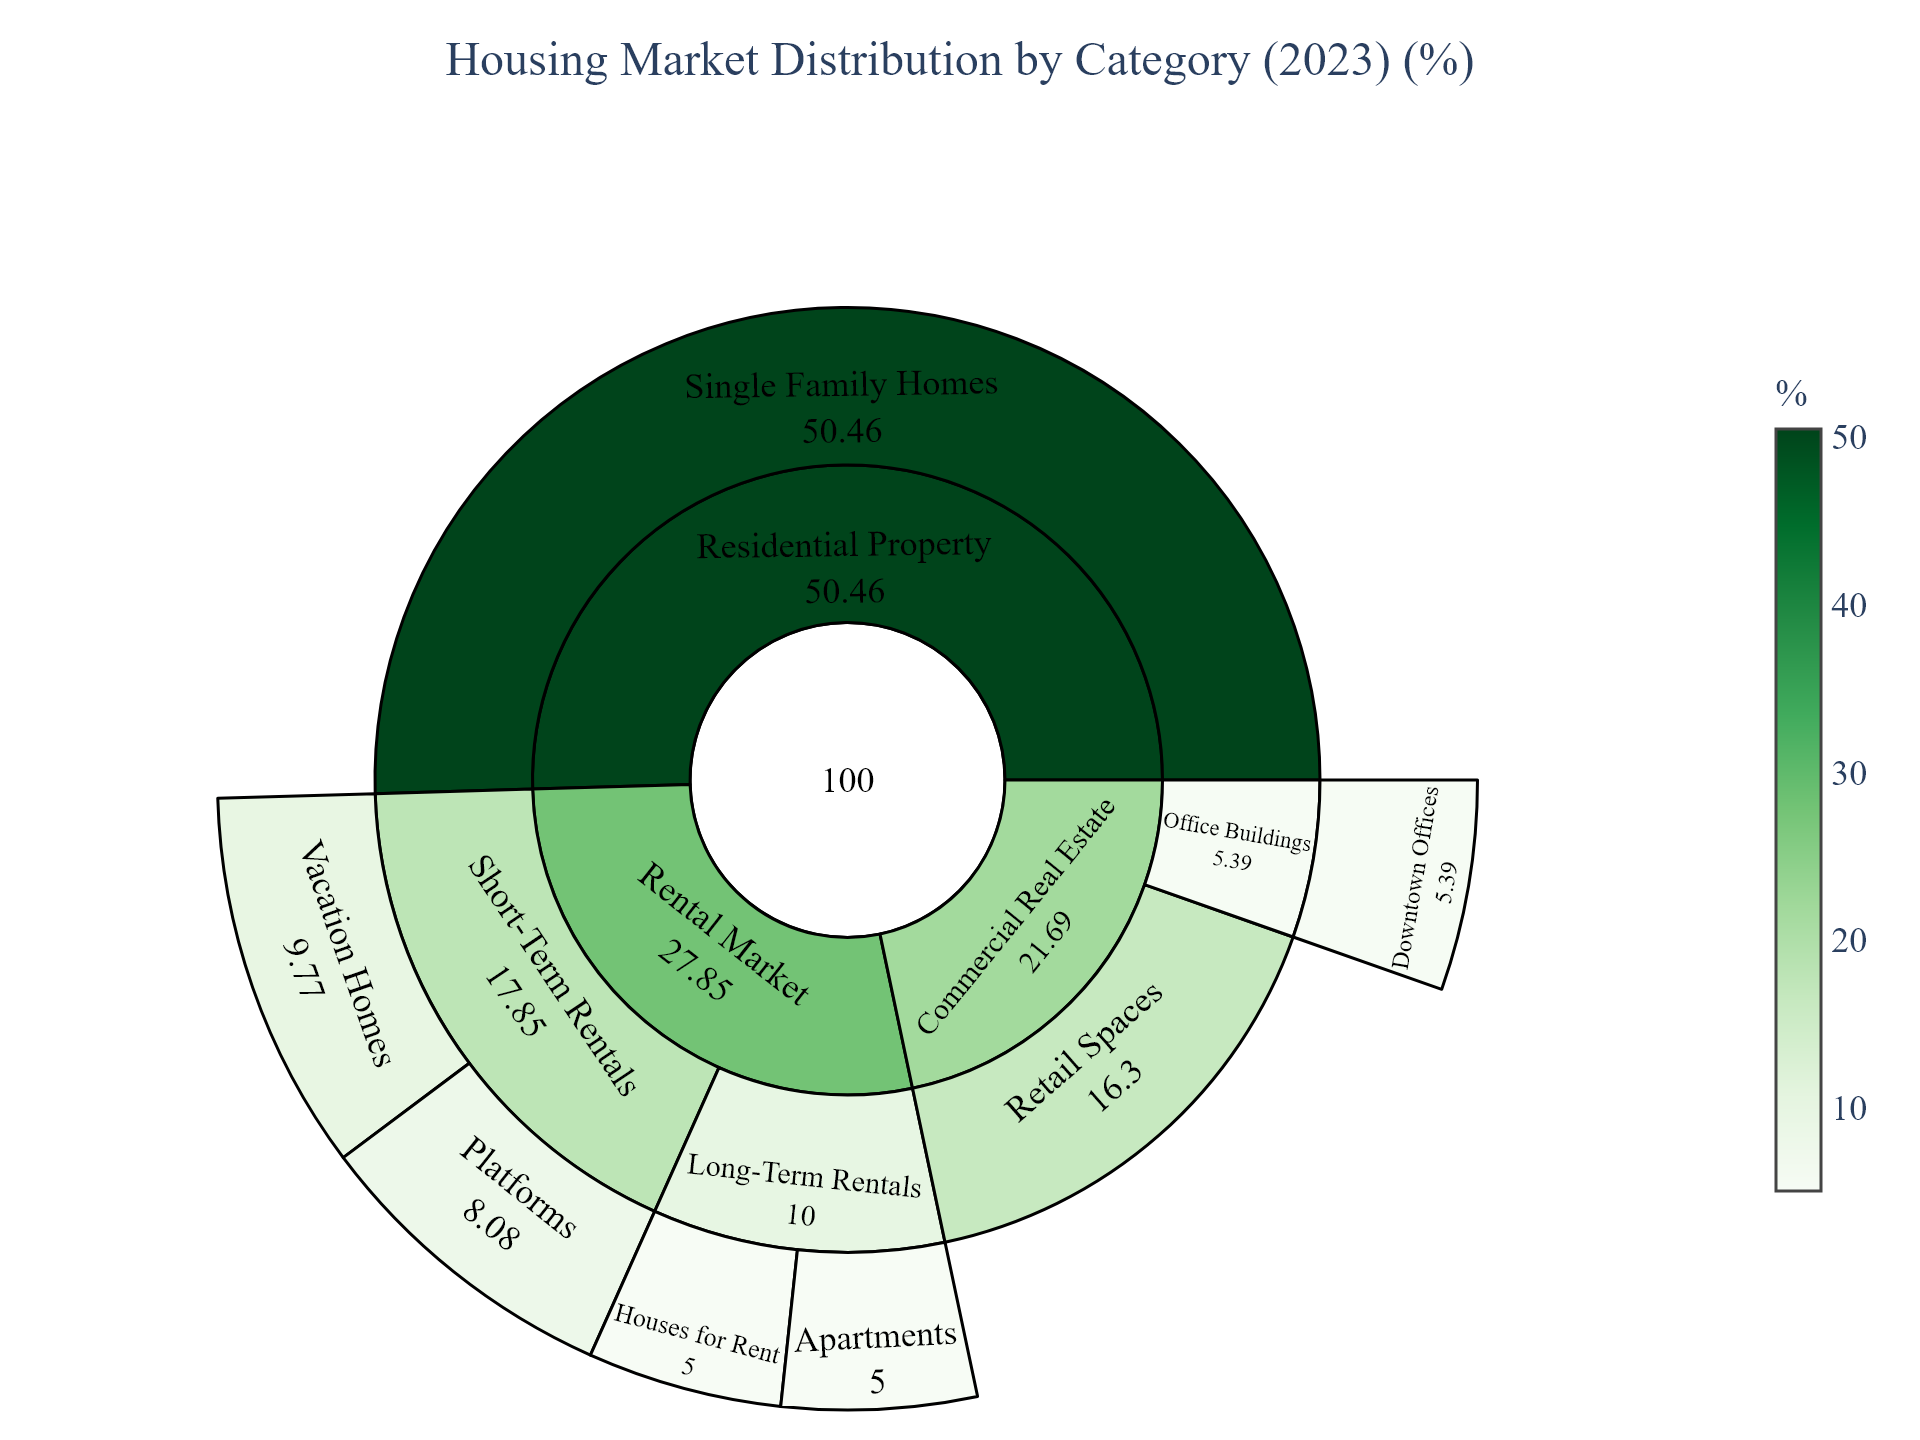 Housing Market Distribution by Category (2023) (%)
Single Family Homes
50.46
Residential Property
50.46
100
Rental Market
27.85
Commercial Real Estate
21.69
Short-Term Rentals
17.85
Long-Term Rentals
10
Retail Spaces
16.3
Office Buildings
5.39
Downtown Offices
5.39
Vacation Homes
9.77
Platforms
8.08
Houses for Rent
5
Apartments
5
%
50
40
30
20
10